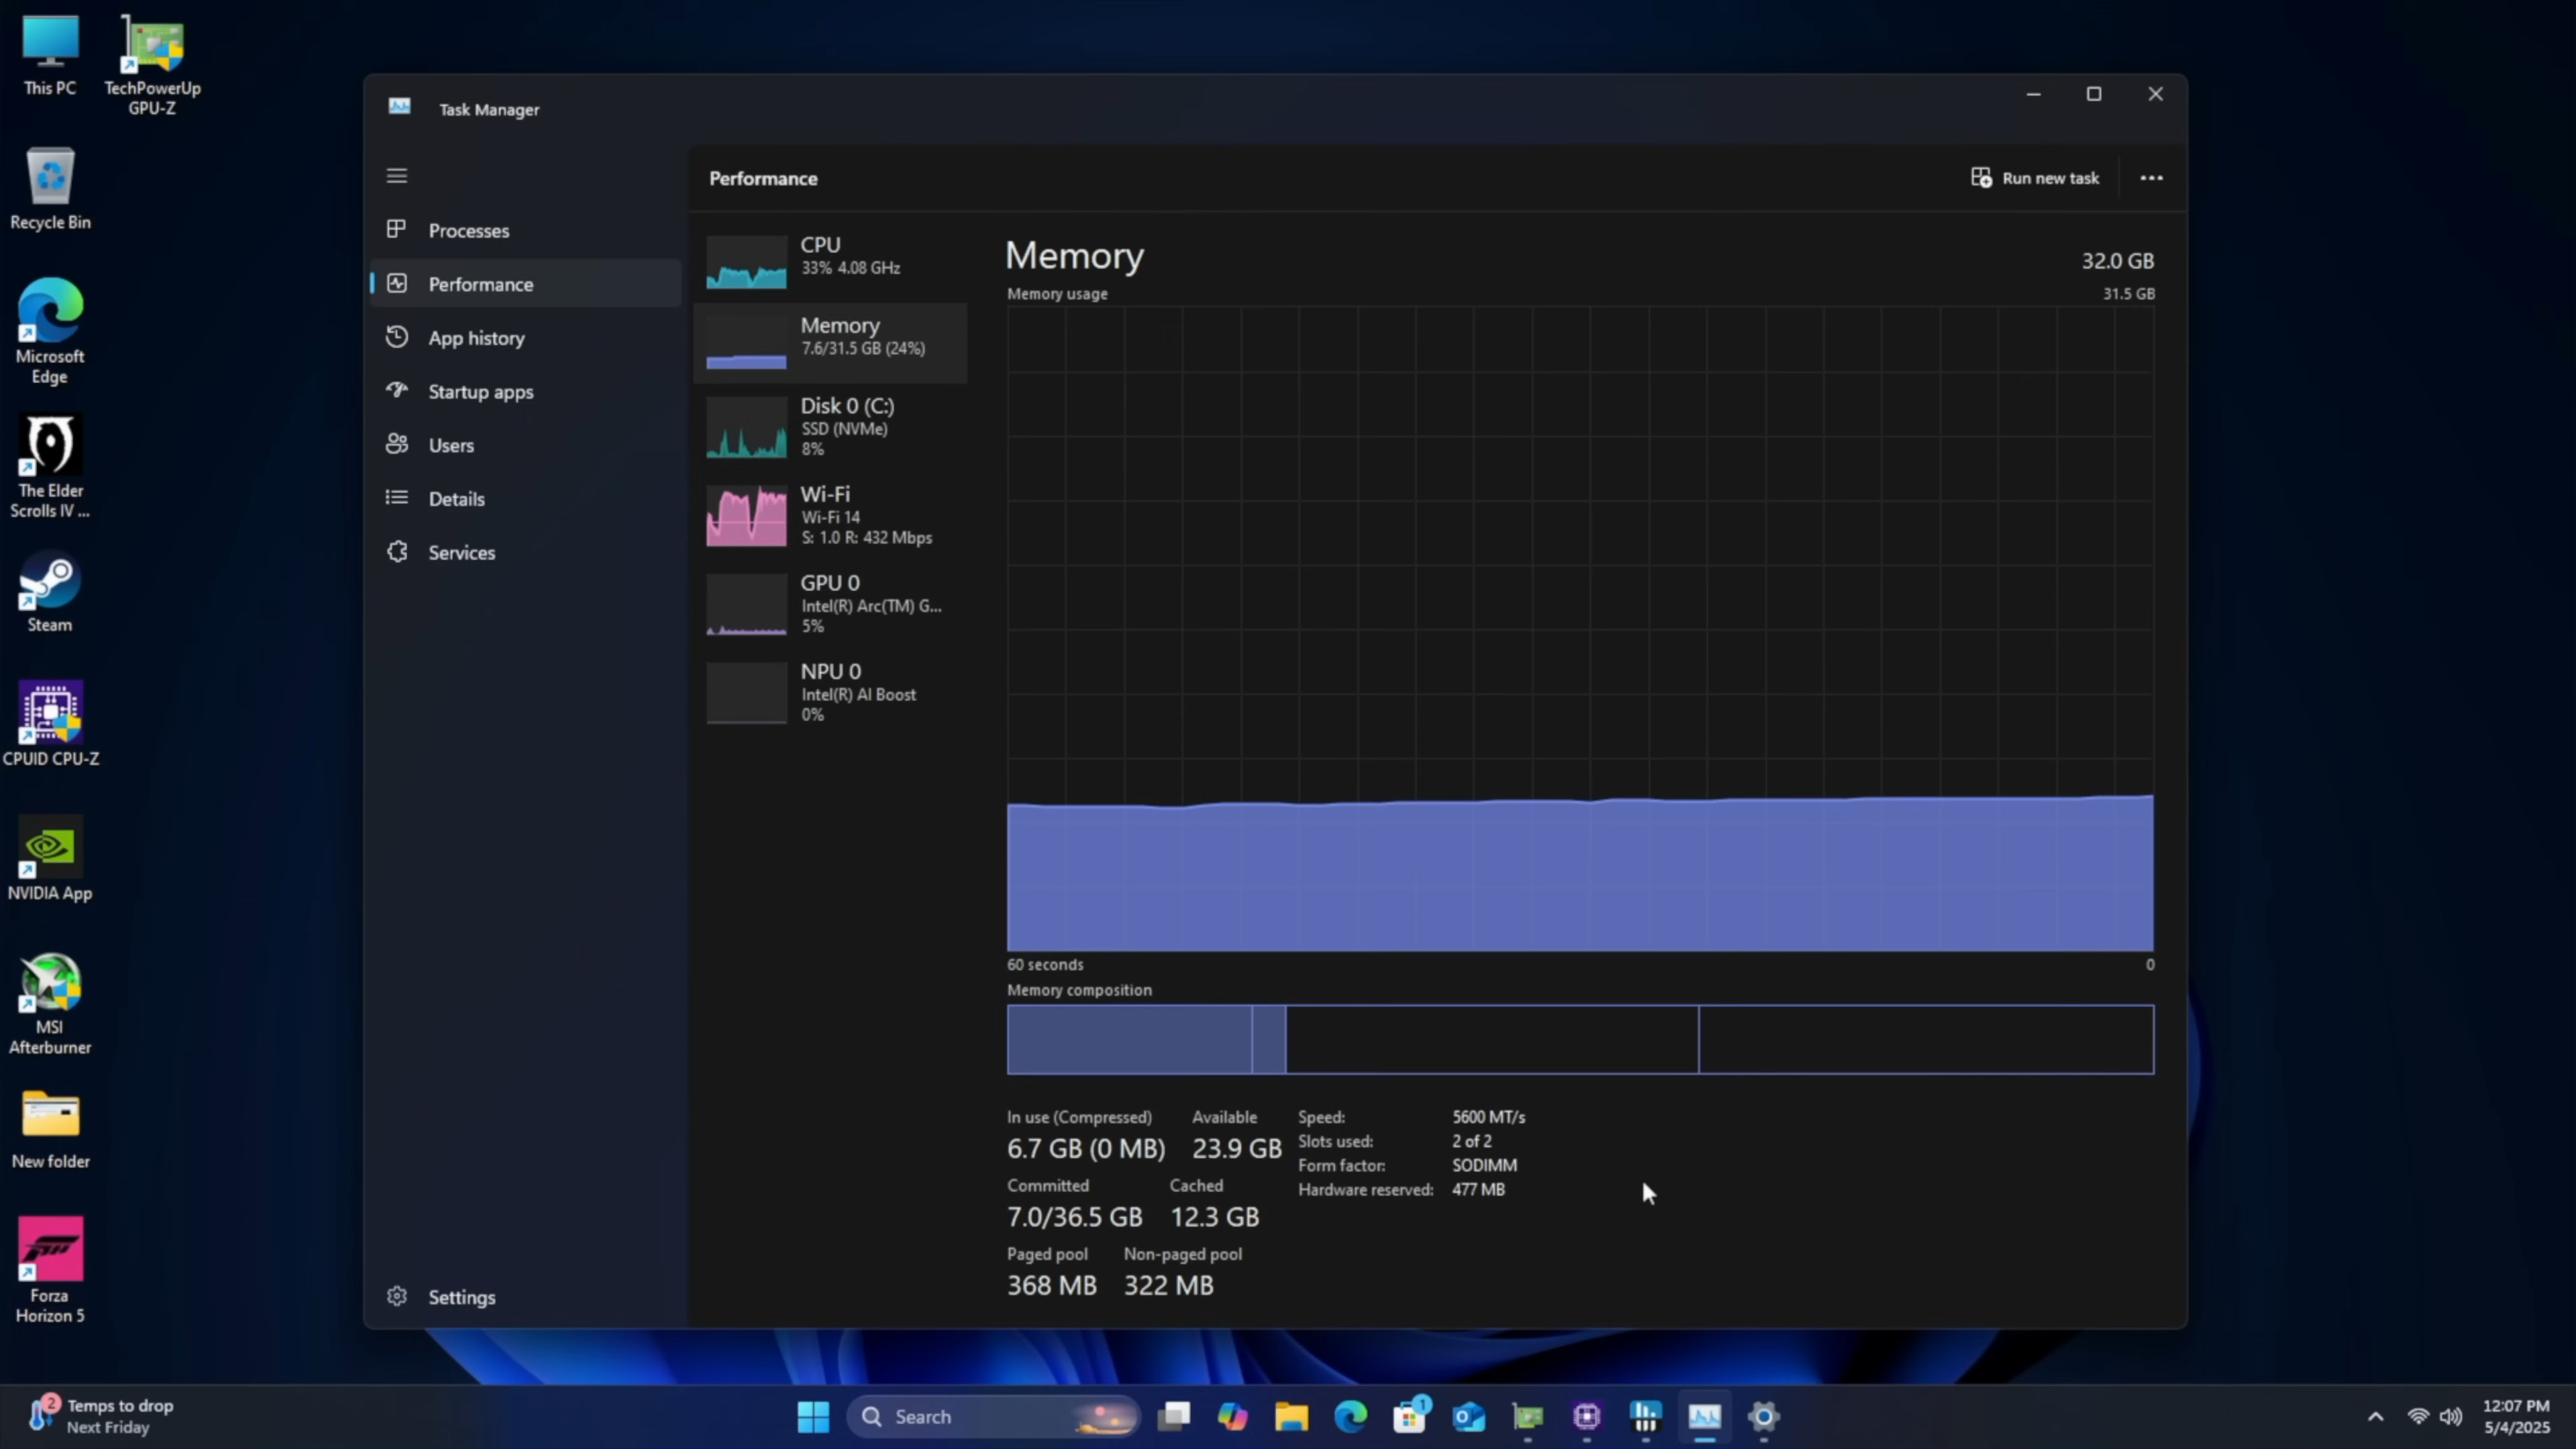 This PC
TechPowerUp
GPU-Z
Recycle Bin
Microsoft
Edge
The Elder
Scrolls IV ...
Steam
CPUID CPU-Z
NVIDIA App
MSI
Afterburner
New folder
Forza
Horizon 5
Task Manager
Processes
Performance
App history
Startup apps
Users
Details
Services
Settings
Performance
Run new task
CPU
33% 4.08 GHz
Memory
7.6/31.5 GB (24%)
Disk 0 (C:)
SSD (NVMe)
8%
Wi-Fi
Wi-Fi 14
S: 1.0 R: 432 Mbps
GPU 0
Intel(R) Arc(TM) G...
5%
NPU 0
Intel(R) AI Boost
0%
Memory
32.0 GB
Memory usage
31.5 GB
60 seconds
0
Memory composition
In use (Compressed)
6.7 GB (0 MB)
Available
23.9 GB
Committed
7.0/36.5 GB
Cached
12.3 GB
Paged pool
368 MB
Non-paged pool
322 MB
Speed: 5600 MT/s
Slots used: 2 of 2
Form factor: SODIMM
Hardware reserved: 477 MB
2
Temps to drop
Next Friday
Search
1
12:07 PM
5/4/2025